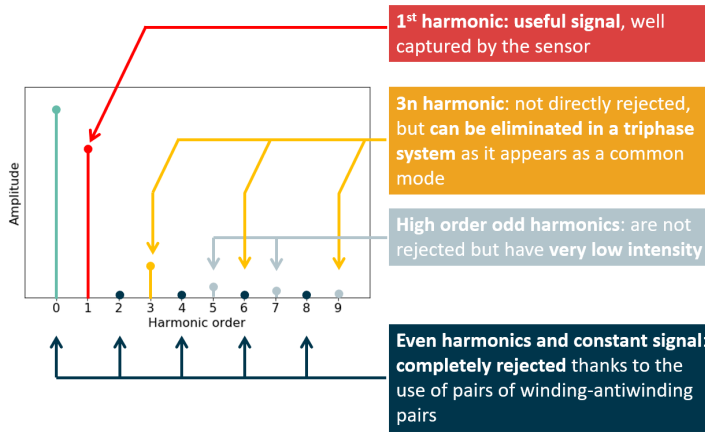 1st harmonic: useful signal, well
captured by the sensor
3n harmonic: not directly rejected,
but can be eliminated in a triphase
system as it appears as a common
mode
High order odd harmonics: are not
rejected but have very low intensity
Amplitude
0 1 2 3 4 5 6 7 8 9
Harmonic order
Even harmonics and constant signal:
completely rejected thanks to the
use of pairs of winding-antiwinding
pairs